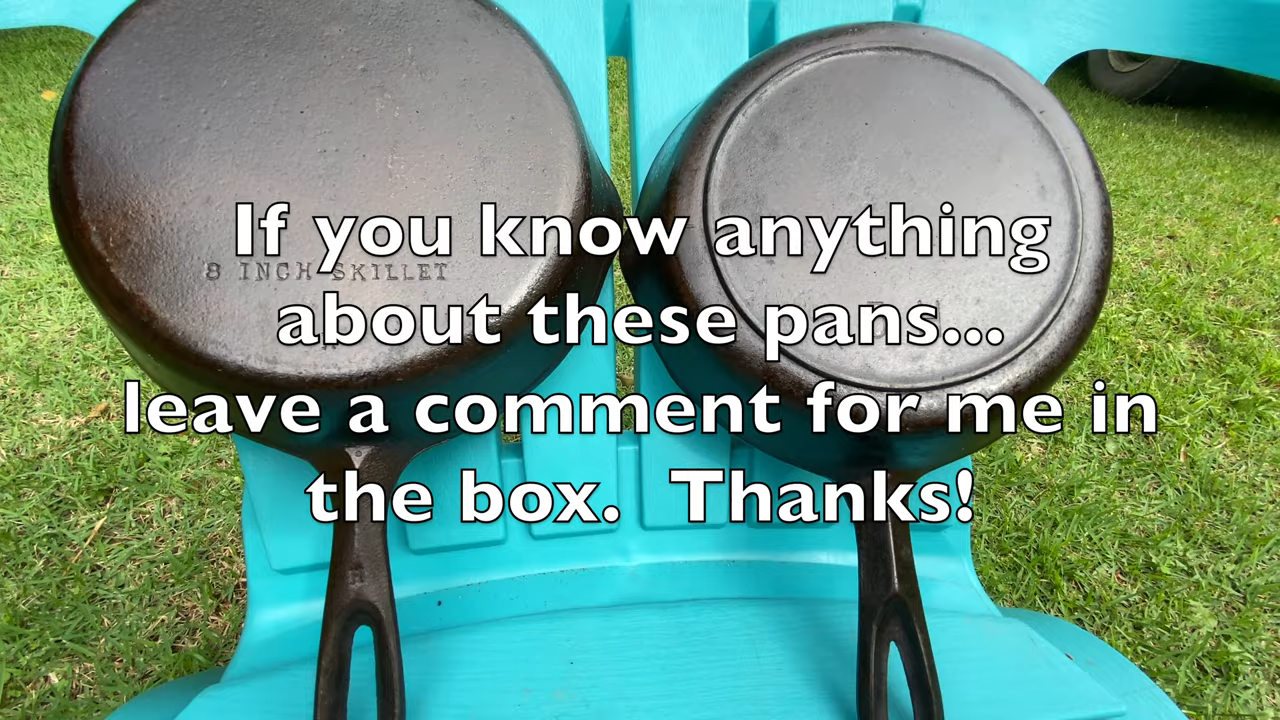 If you know anything
8 INCH SKILLET
about these pans...
leave a comment for me in
the box. Thanks!